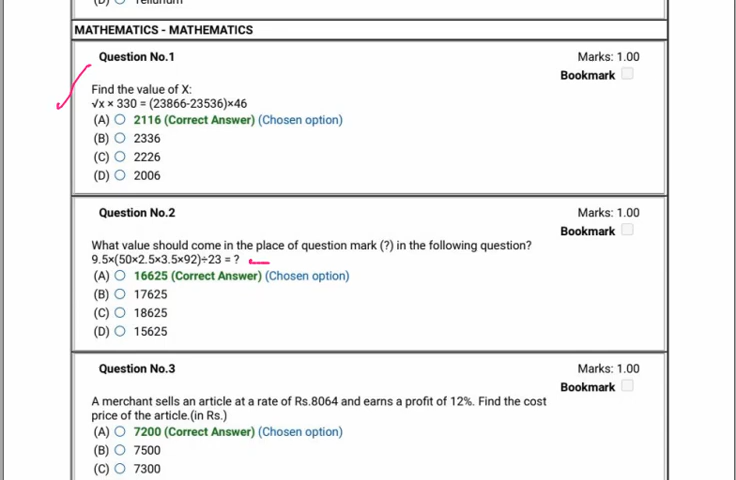 (D) Tellurium
MATHEMATICS - MATHEMATICS
Question No.1 Marks: 1.00
Bookmark
Find the value of X:
√x × 330 = (23866-23536)×46
(A) 2116 (Correct Answer) (Chosen option)
(B) 2336
(C) 2226
(D) 2006
Question No.2 Marks: 1.00
Bookmark
What value should come in the place of question mark (?) in the following question?
9.5×(50×2.5×3.5×92)÷23 = ?
(A) 16625 (Correct Answer) (Chosen option)
(B) 17625
(C) 18625
(D) 15625
Question No.3 Marks: 1.00
Bookmark
A merchant sells an article at a rate of Rs.8064 and earns a profit of 12%. Find the cost
price of the article.(in Rs.)
(A) 7200 (Correct Answer) (Chosen option)
(B) 7500
(C) 7300